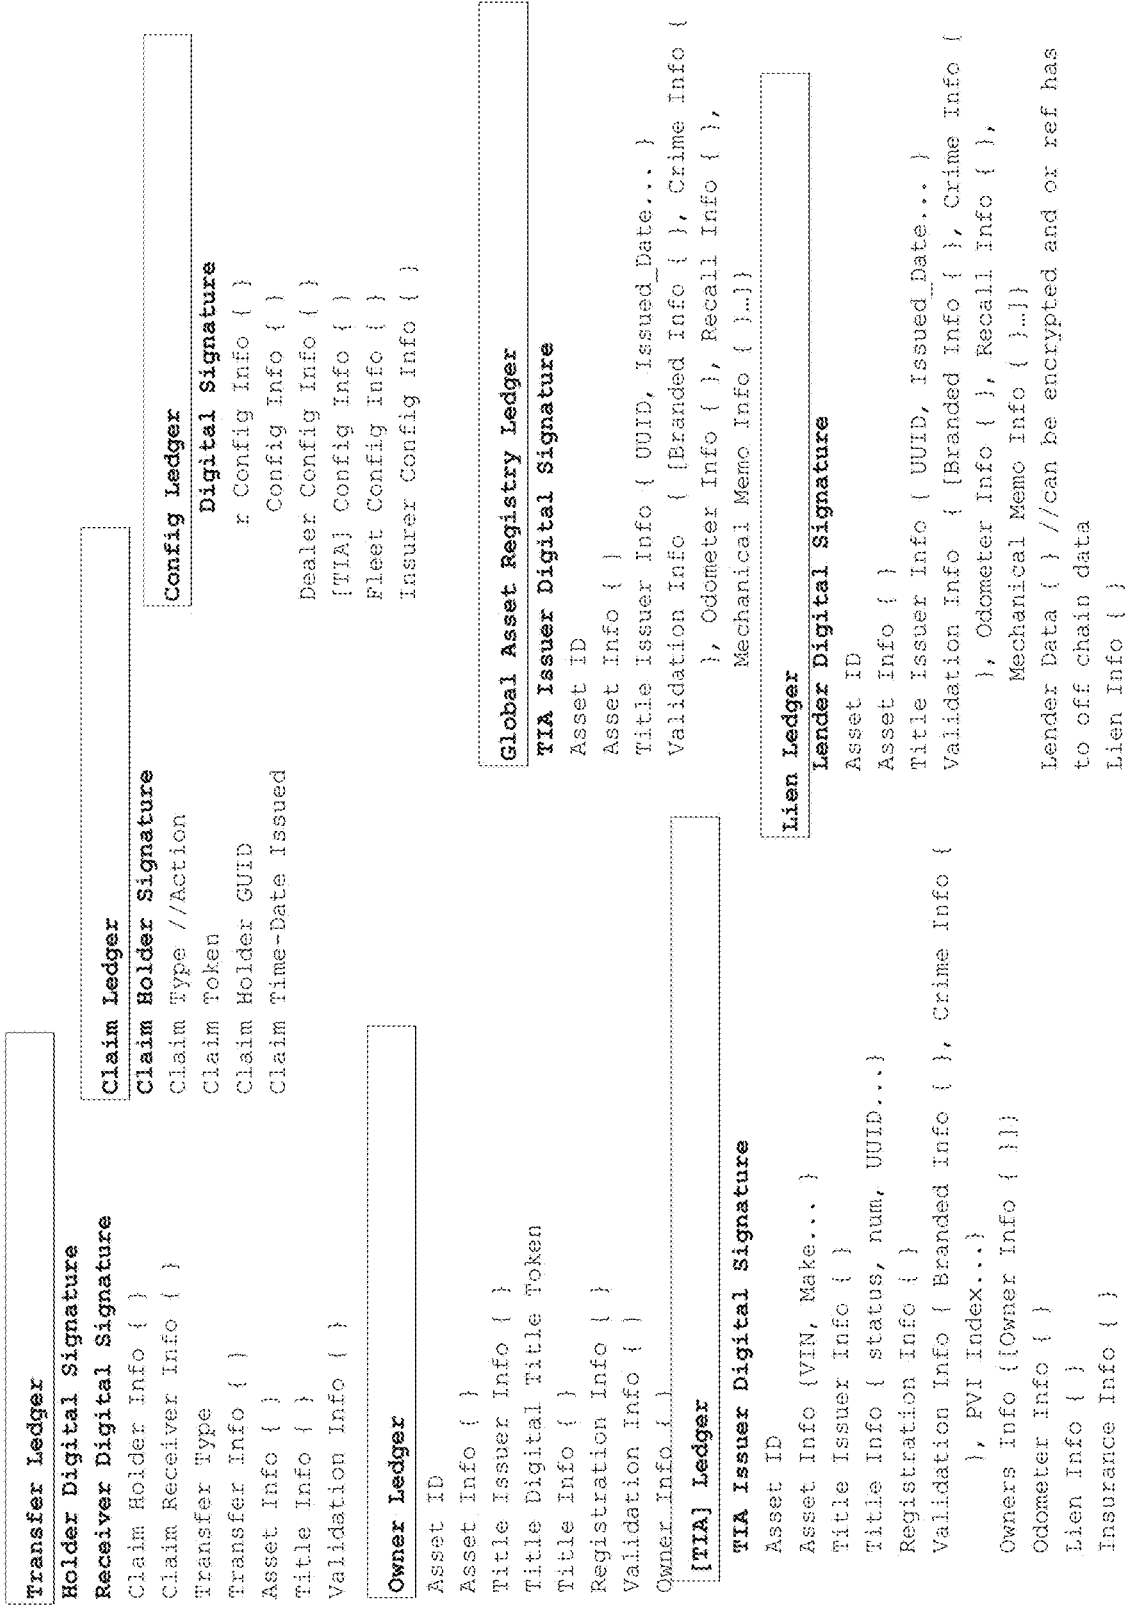 Transfer Ledger
Holder Digital Signature
Receiver Digital Signature
Claim Holder Info { }
Claim Receiver Info { }
Transfer Type
Transfer Info { }
Asset Info { }
Title Info { }
Validation Info { }
Owner Ledger
Asset ID
Asset Info { }
Title Issuer Info { }
Title Digital Title Token
Title Info { }
Registration Info { }
Validation Info { }
Owner Info { }
[TIA] Ledger
TIA Issuer Digital Signature
Asset ID
Asset Info {VIN, Make... }
Title Issuer Info { }
Title Info { status, num, UUID...}
Registration Info { }
Validation Info { Branded Info { }, Crime Info {
}, PVI Index...}
Owners Info {[Owner Info { }]}
Odometer Info { }
Lien Info { }
Insurance Info { }
Claim Ledger
Claim Holder Signature
Claim Type //Action
Claim Token
Claim Holder GUID
Claim Time-Date Issued
Config Ledger
Digital Signature
r Config Info { }
Config Info { }
Dealer Config Info { }
[TIA] Config Info { }
Fleet Config Info { }
Insurer Config Info { }
Global Asset Registry Ledger
TIA Issuer Digital Signature
Asset ID
Asset Info { }
Title Issuer Info { UUID, Issued_Date... }
Validation Info { [Branded Info { }, Crime Info {
}, Odometer Info { }, Recall Info { },
Mechanical Memo Info { }…]}
Lien Ledger
Lender Digital Signature
Asset ID
Asset Info { }
Title Issuer Info { UUID, Issued_Date... }
Validation Info { [Branded Info { }, Crime Info {
}, Odometer Info { }, Recall Info { },
Mechanical Memo Info { }…]}
Lender Data { } //can be encrypted and or ref has
to off chain data
Lien Info { }